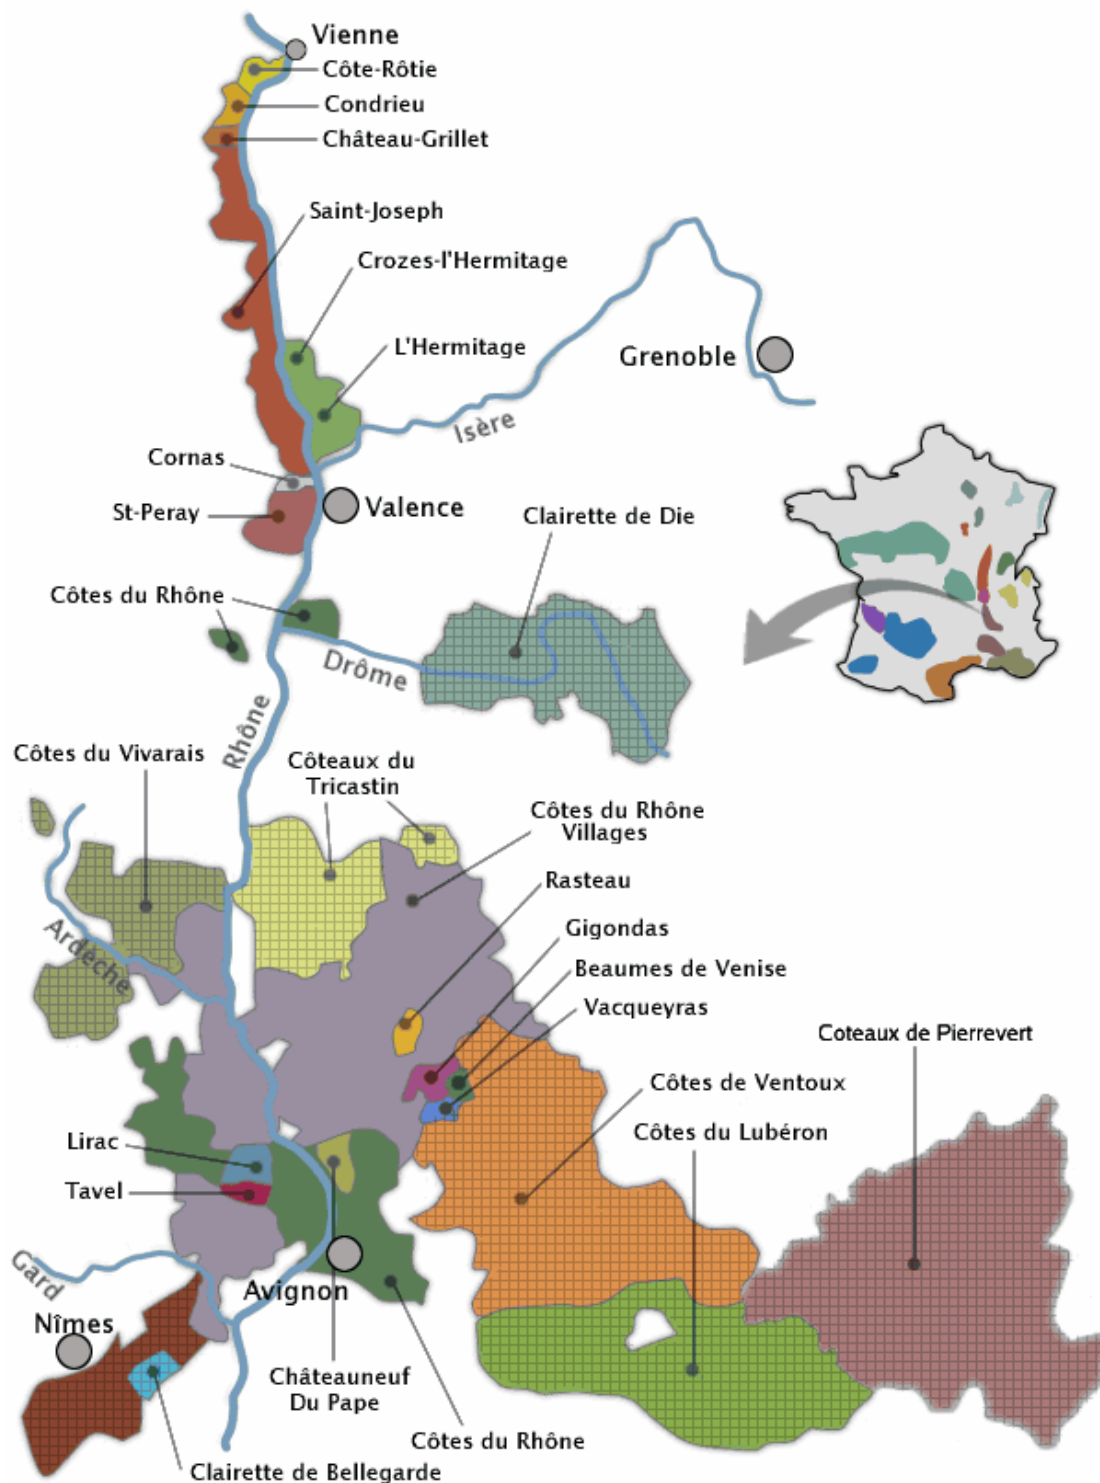 Vienne
Côte-Rôtie
Condrieu
Château-Grillet
Saint-Joseph
Crozes-l'Hermitage
L'Hermitage
Grenoble
Isère
Cornas
Valence
St-Peray
Clairette de Die
Côtes du Rhône
Drôme
Rhône
Côtes du Vivarais
Côteaux du
Tricastin
Côtes du Rhône
Villages
Rasteau
Gigondas
Ardèche
Beaumes de Venise
Vacqueyras
Coteaux de Pierrevert
Côtes de Ventoux
Côtes du Lubéron
Lirac
Tavel
Gard
Avignon
Nîmes
Châteauneuf
Du Pape
Côtes du Rhône
Clairette de Bellegarde